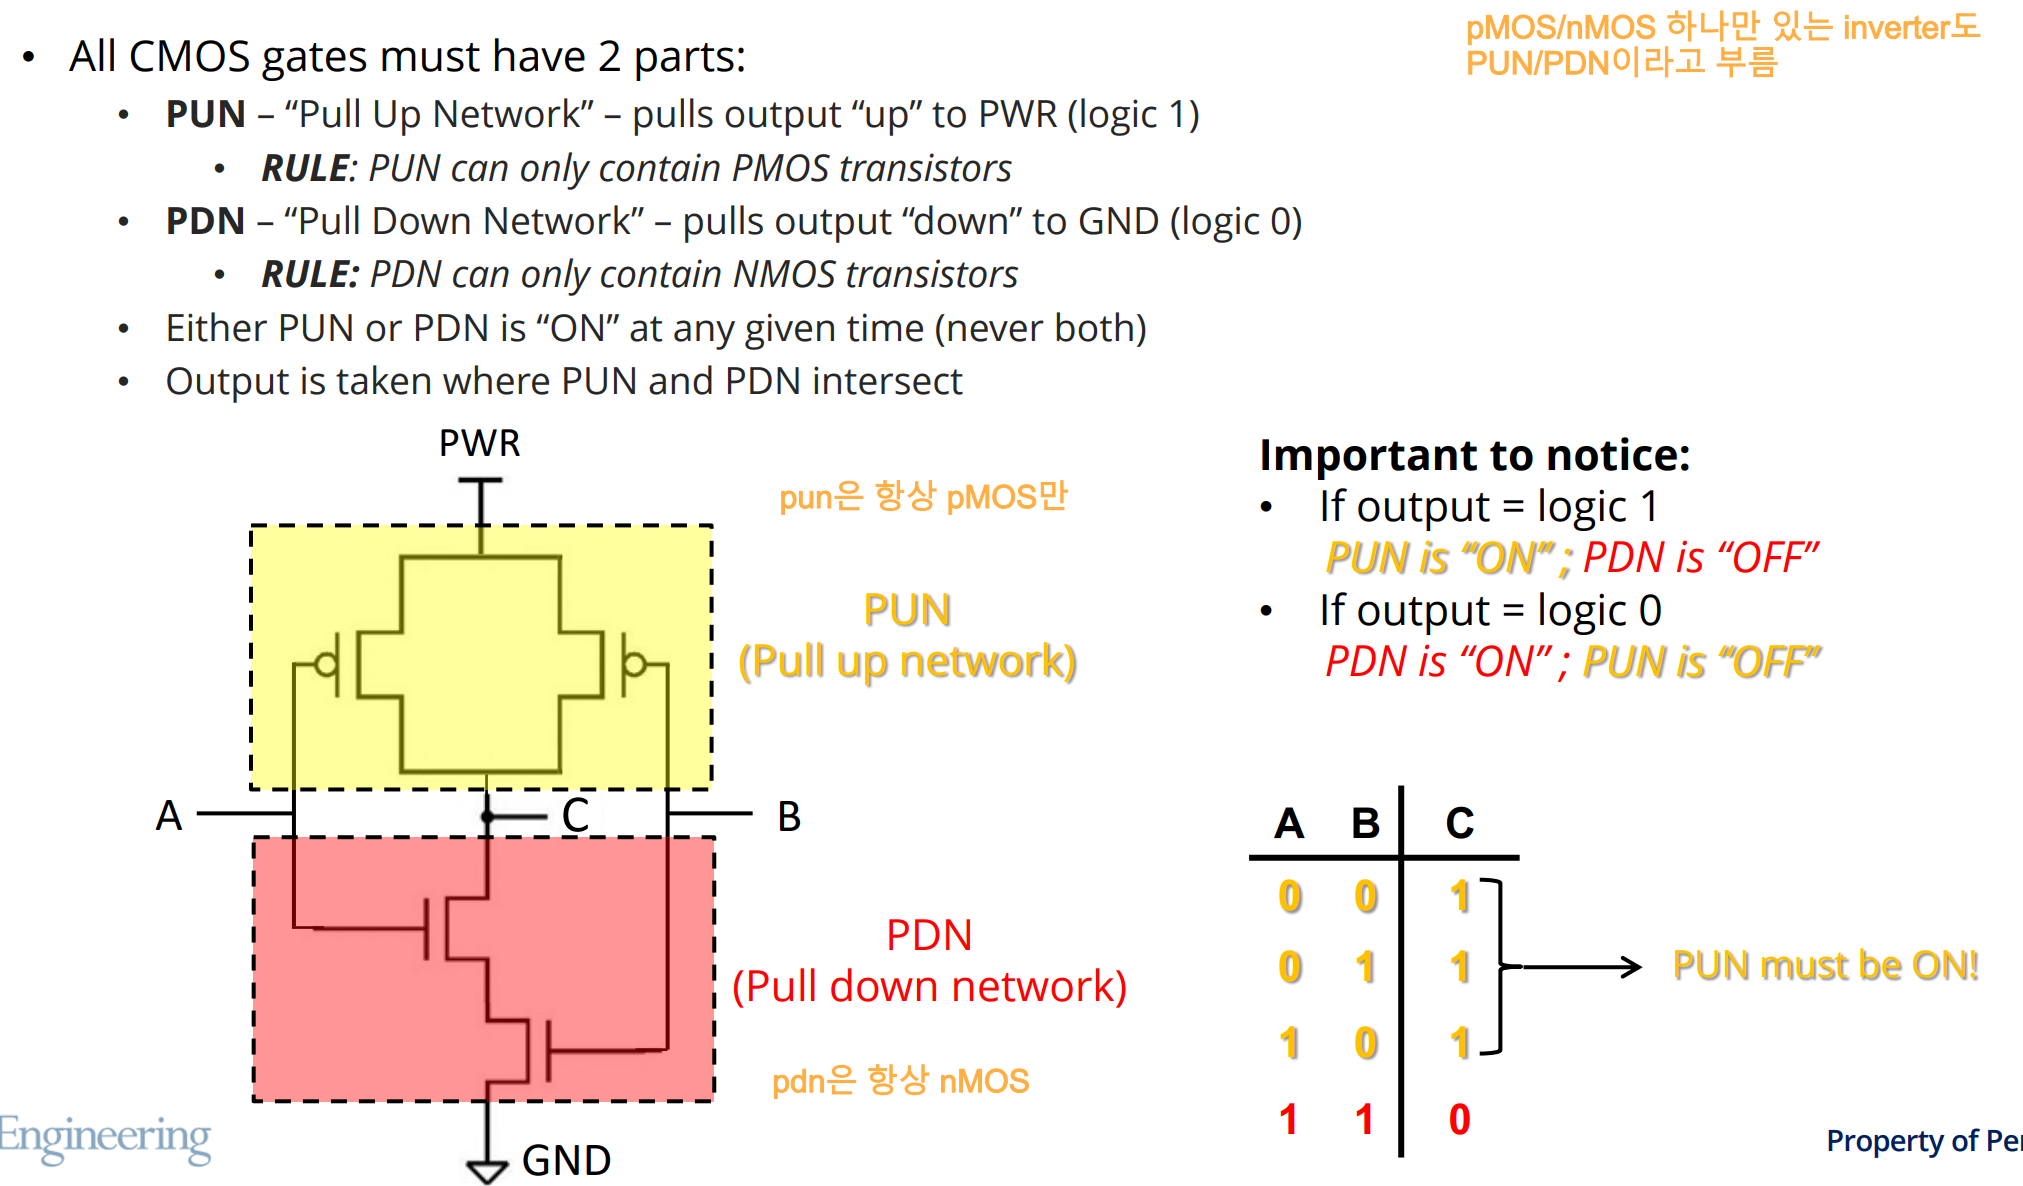 pMOS/nMOS 하나만 있는 inverter도
PUN/PDN이라고 부름
• All CMOS gates must have 2 parts:
• PUN – “Pull Up Network” – pulls output “up” to PWR (logic 1)
• RULE: PUN can only contain PMOS transistors
• PDN – “Pull Down Network” – pulls output “down” to GND (logic 0)
• RULE: PDN can only contain NMOS transistors
• Either PUN or PDN is “ON” at any given time (never both)
• Output is taken where PUN and PDN intersect
PWR
pun은 항상 pMOS만
PUN
(Pull up network)
A
C
B
PDN
(Pull down network)
pdn은 항상 nMOS
GND
Important to notice:
• If output = logic 1
PUN is “ON” ; PDN is “OFF”
• If output = logic 0
PDN is “ON” ; PUN is “OFF”
A B C
0 0 1
0 1 1
1 0 1
1 1 0
PUN must be ON!
Engineering
Property of Pe